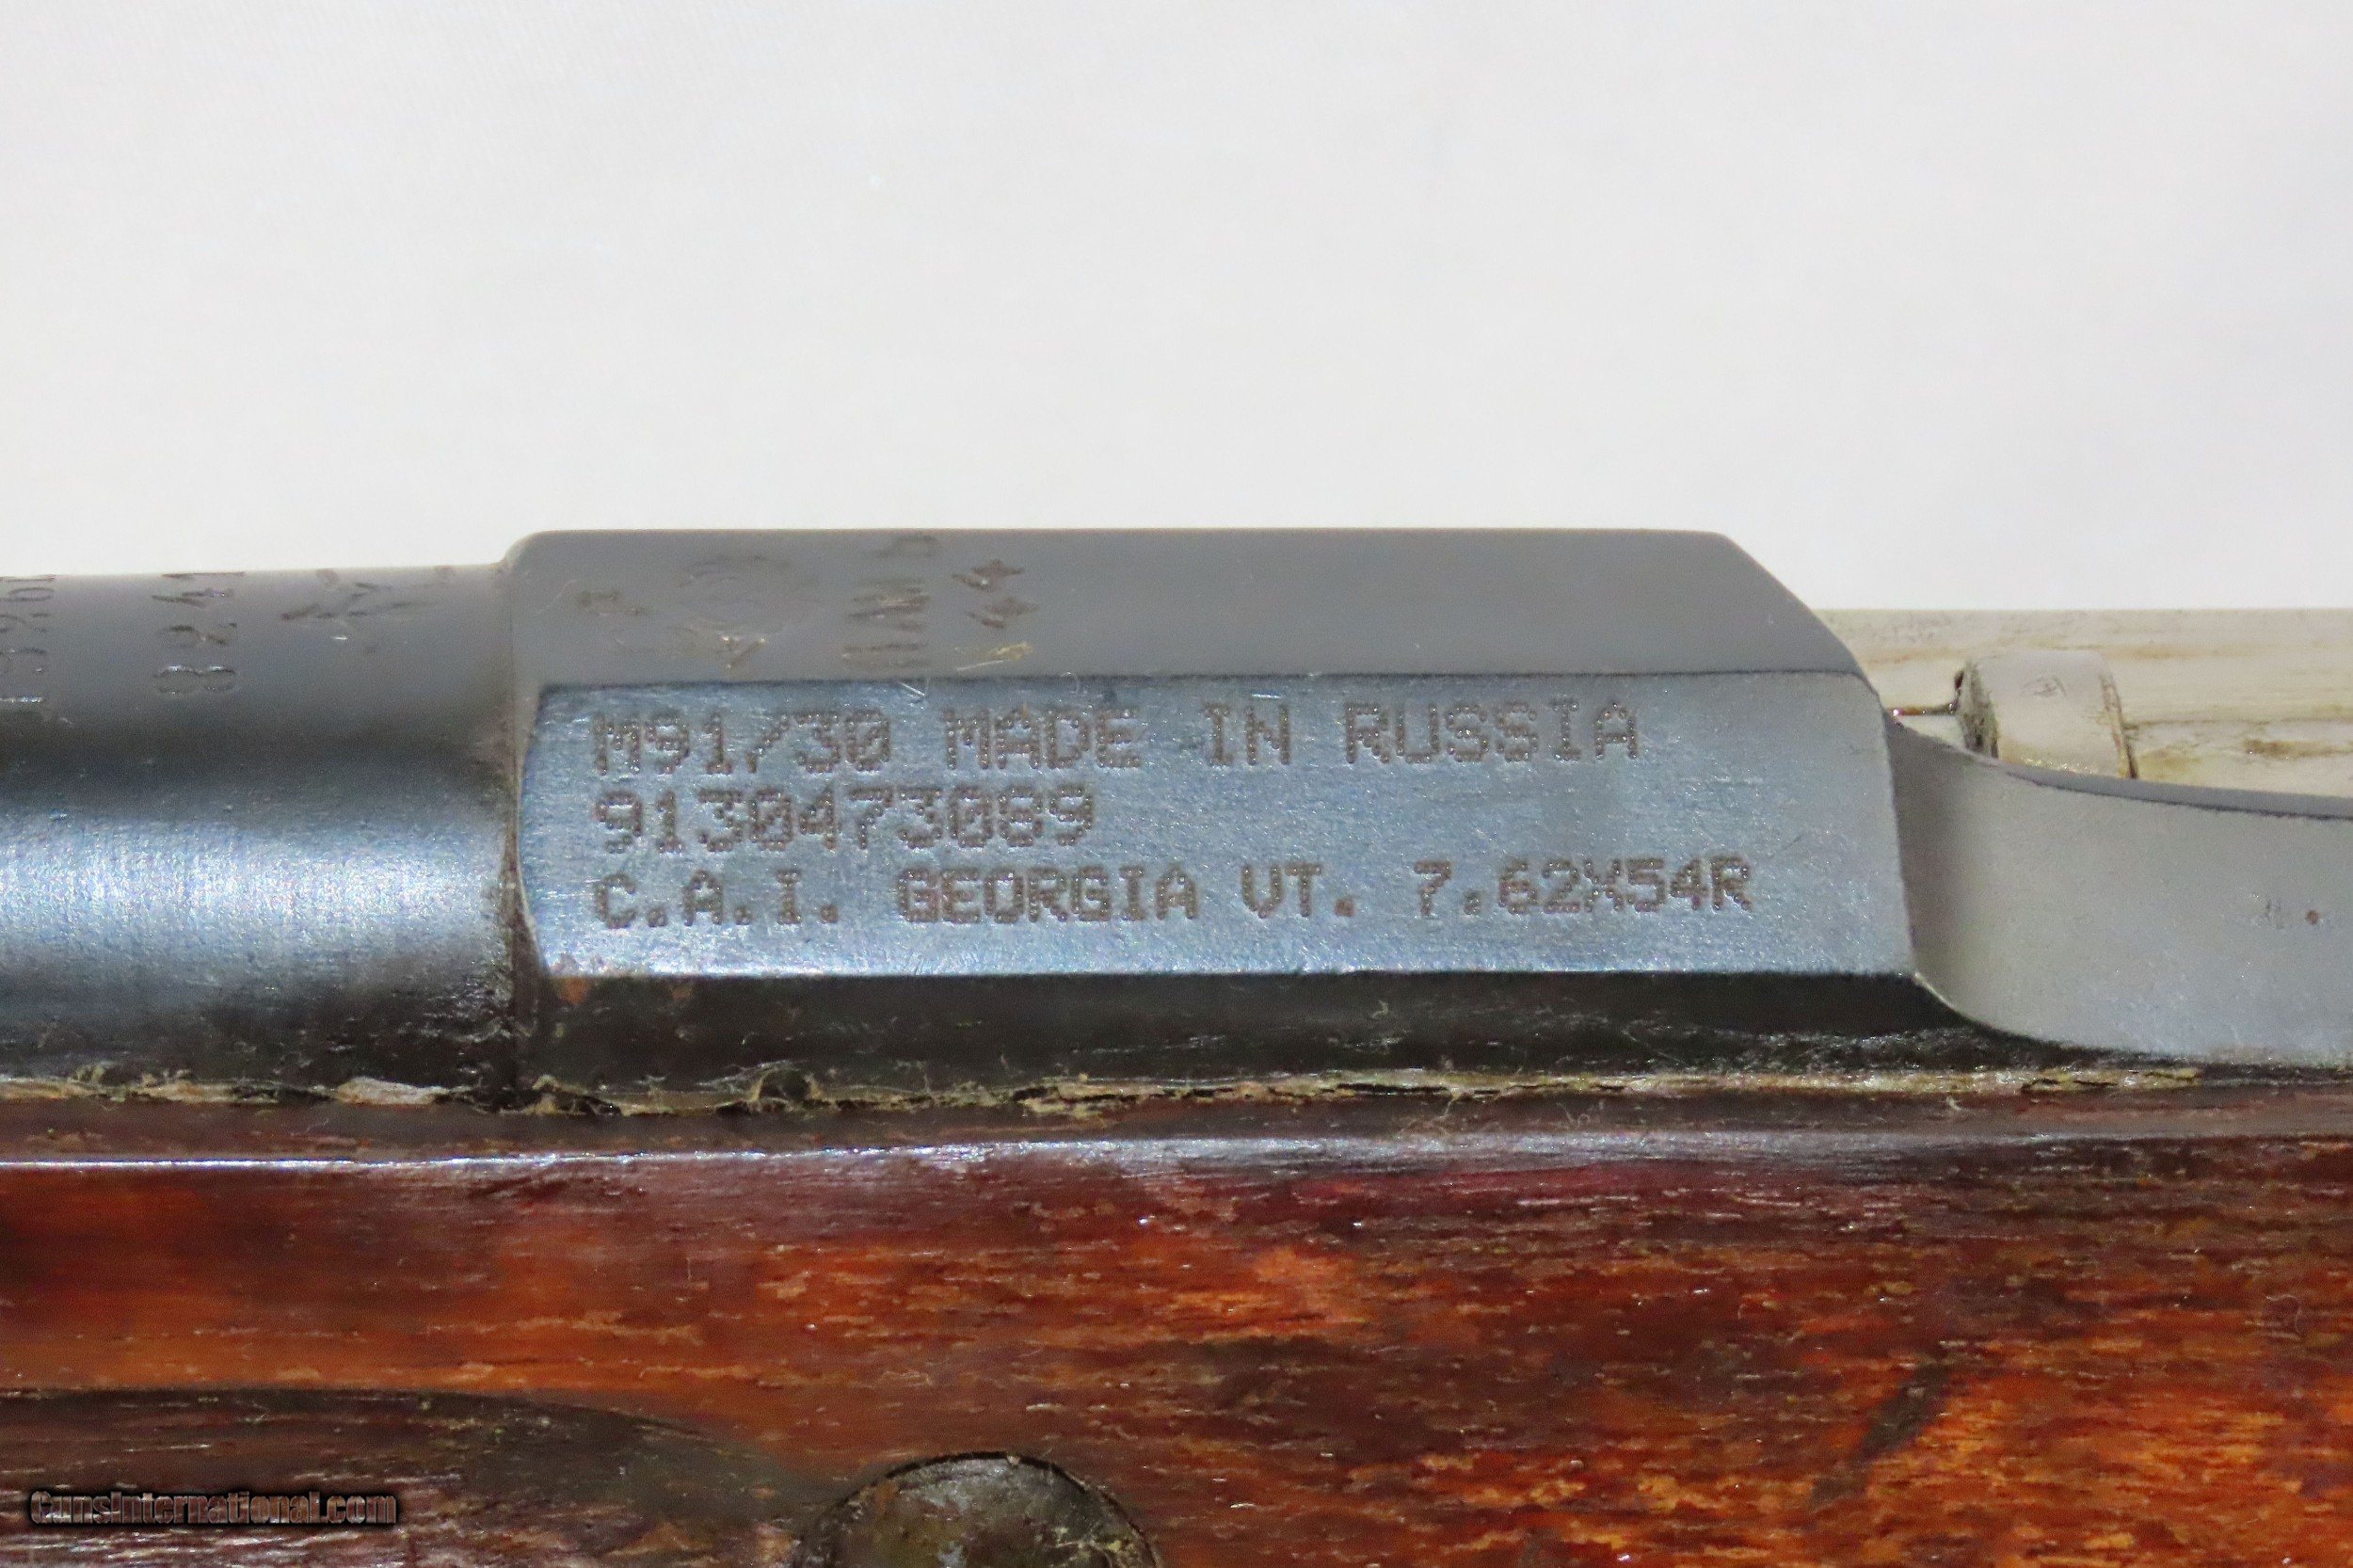 M91/30 MADE IN RUSSIA
9130473089
C.A.I. GEORGIA VT. 7.62X54R
GunsInternational.com